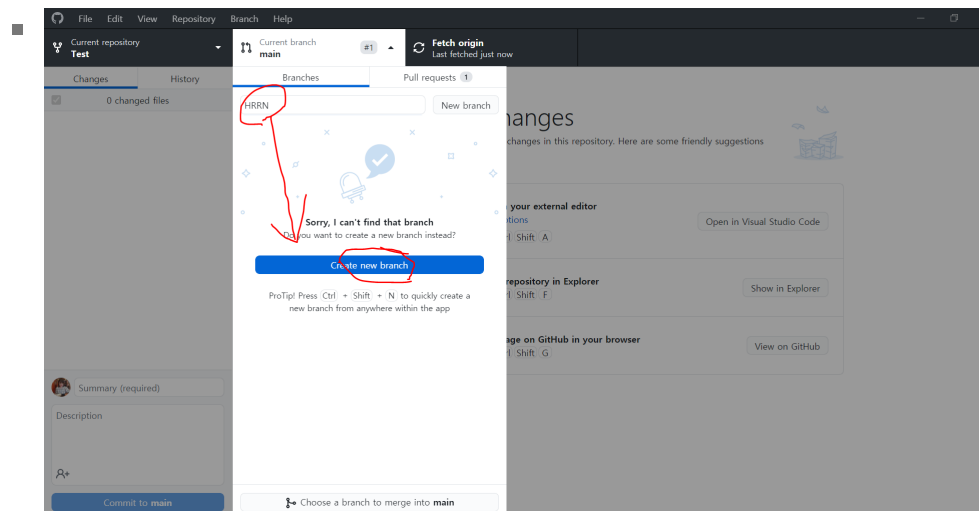 File Edit View Repository Branch Help
Current repository
Test
Current branch
main
#1
Fetch origin
Last fetched just now
Changes History
0 changed files
Branches Pull requests 1
HRRN
New branch
Sorry, I can't find that branch
Do you want to create a new branch instead?
Create new branch
ProTip! Press Ctrl + Shift + N to quickly create a
new branch from anywhere within the app
Choose a branch to merge into main
Summary (required)
Description
Commit to main
anges
changes in this repository. Here are some friendly suggestions
your external editor
Shift A
Open in Visual Studio Code
repository in Explorer
Shift F
Show in Explorer
age on GitHub in your browser
Shift G
View on GitHub